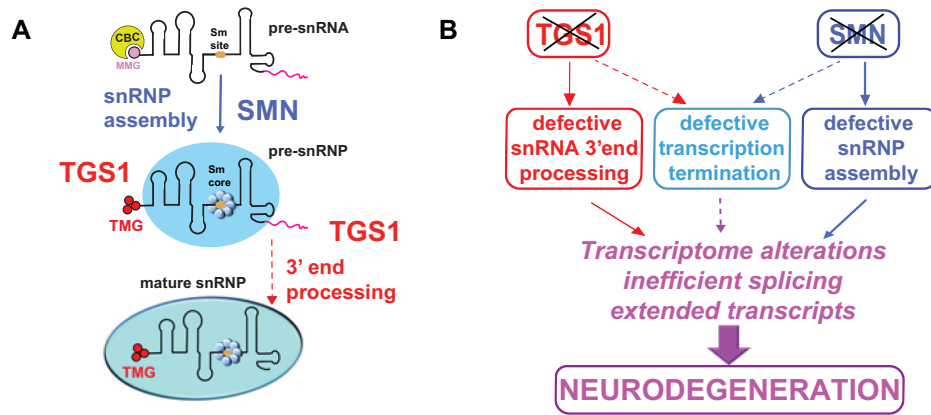 A
CBC
MMG
Sm
site
pre-snRNA
snRNP
assembly
SMN
pre-snRNP
TGS1
Sm
core
TMG
TGS1
3’ end
processing
mature snRNP
TMG
B
TGS1
SMN
defective
snRNA 3’end
processing
defective
transcription
termination
defective
snRNP
assembly
Transcriptome alterations
inefficient splicing
extended transcripts
NEURODEGENERATION